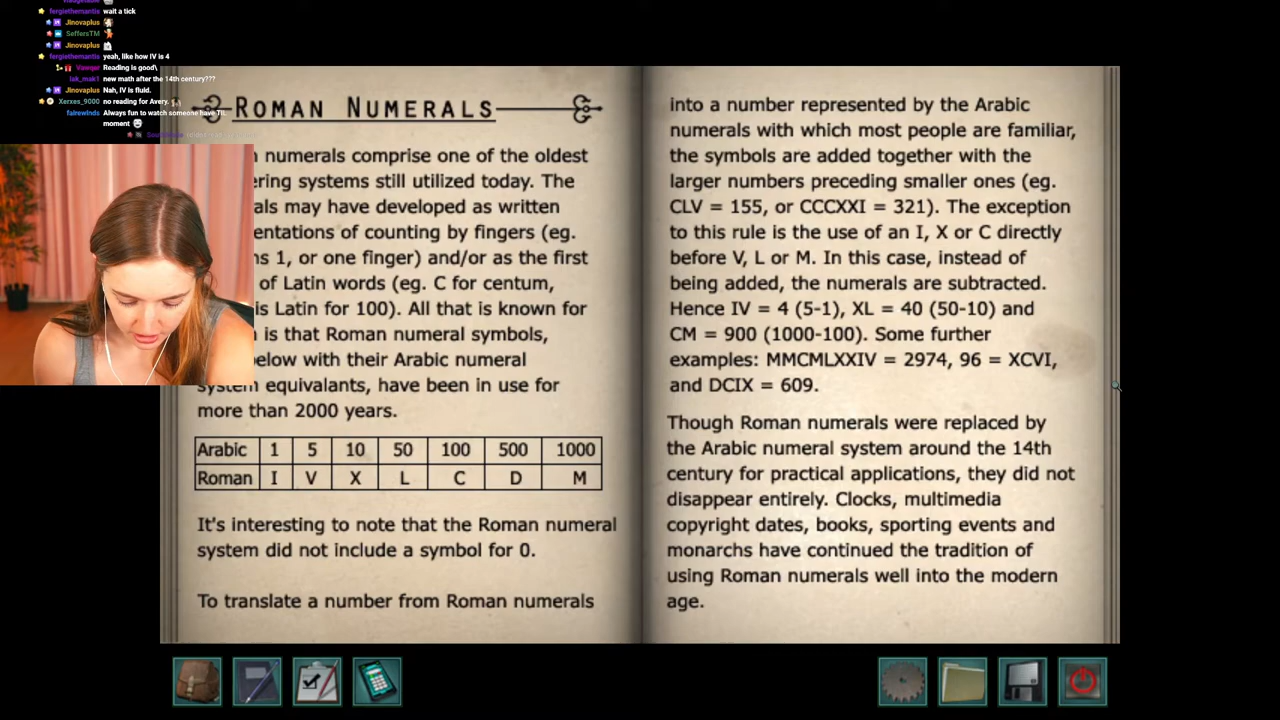 fergiethemantis wait a tick
Jinovaplus
SeffersTM
Jinovaplus
fergiethemantis yeah, like how IV is 4
Reading is good\
lak_mak1 new math after the 14th century???
Jinovaplus Nah, IV is fluid.
Xerxes_9000 no reading for Avery.
fairewinds Always fun to watch someone have TIL
moment
ROMAN NUMERALS
numerals comprise one of the oldest
ering systems still utilized today. The
als may have developed as written
entations of counting by fingers (eg.
ns 1, or one finger) and/or as the first
of Latin words (eg. C for centum,
is Latin for 100). All that is known for
is that Roman numeral symbols,
elow with their Arabic numeral
system equivalants, have been in use for
more than 2000 years.
Arabic 1 5 10 50 100 500 1000
Roman I V X L C D M
It's interesting to note that the Roman numeral
system did not include a symbol for 0.
To translate a number from Roman numerals
into a number represented by the Arabic
numerals with which most people are familiar,
the symbols are added together with the
larger numbers preceding smaller ones (eg.
CLV = 155, or CCCXXI = 321). The exception
to this rule is the use of an I, X or C directly
before V, L or M. In this case, instead of
being added, the numerals are subtracted.
Hence IV = 4 (5-1), XL = 40 (50-10) and
CM = 900 (1000-100). Some further
examples: MMCMLXXIV = 2974, 96 = XCVI,
and DCIX = 609.
Though Roman numerals were replaced by
the Arabic numeral system around the 14th
century for practical applications, they did not
disappear entirely. Clocks, multimedia
copyright dates, books, sporting events and
monarchs have continued the tradition of
using Roman numerals well into the modern
age.